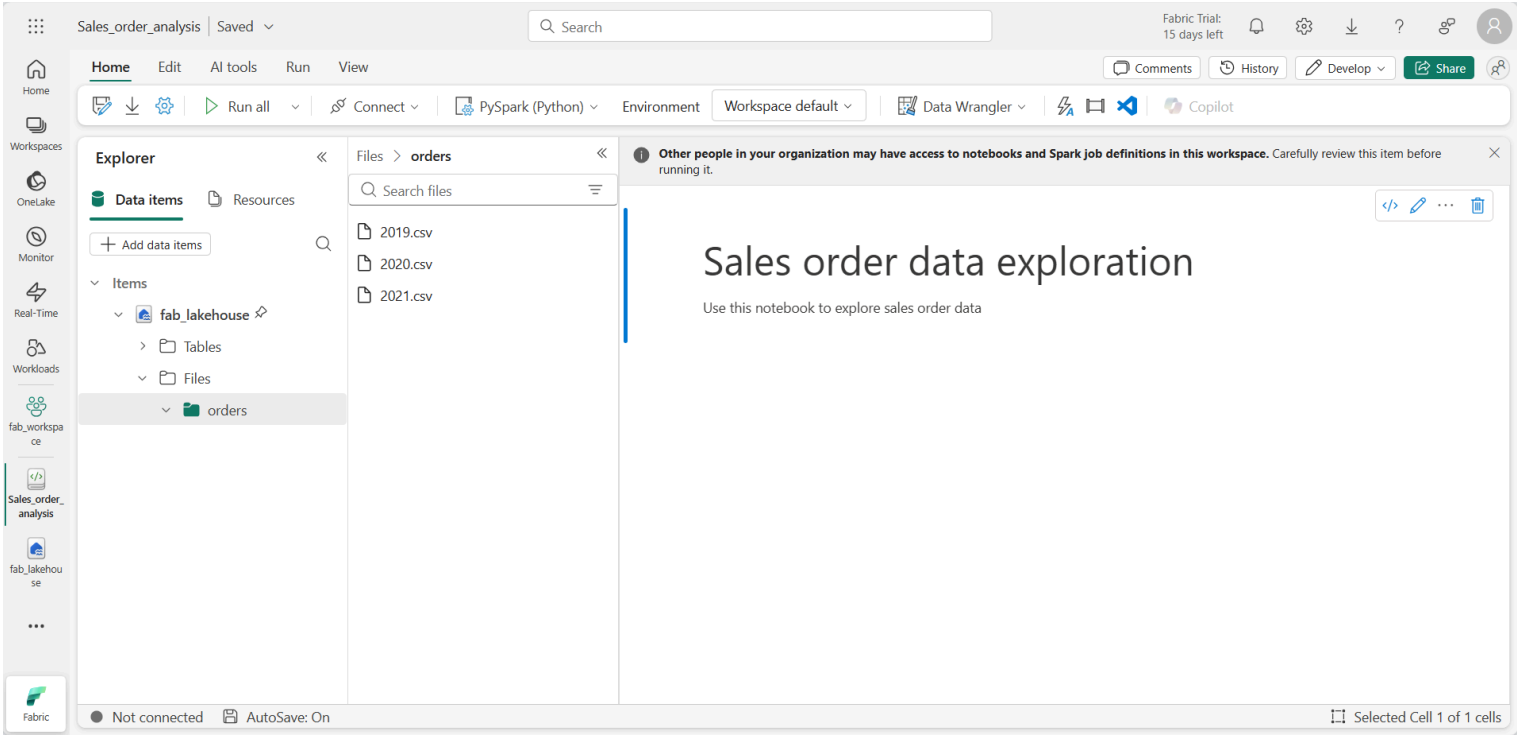 Sales_order_analysis | Saved
Search
Fabric Trial:
15 days left
Home Edit AI tools Run View
Comments History Develop Share
Run all Connect PySpark (Python) Environment Workspace default Data Wrangler Copilot
Home
Workspaces
OneLake
Monitor
Real-Time
Workloads
fab_workspa
ce
Sales_order_
analysis
fab_lakehou
se
Fabric
Explorer
Data items Resources
Add data items
Items
fab_lakehouse
Tables
Files
orders
Files > orders
Search files
2019.csv
2020.csv
2021.csv
Other people in your organization may have access to notebooks and Spark job definitions in this workspace. Carefully review this item before
running it.
Sales order data exploration
Use this notebook to explore sales order data
Not connected AutoSave: On Selected Cell 1 of 1 cells